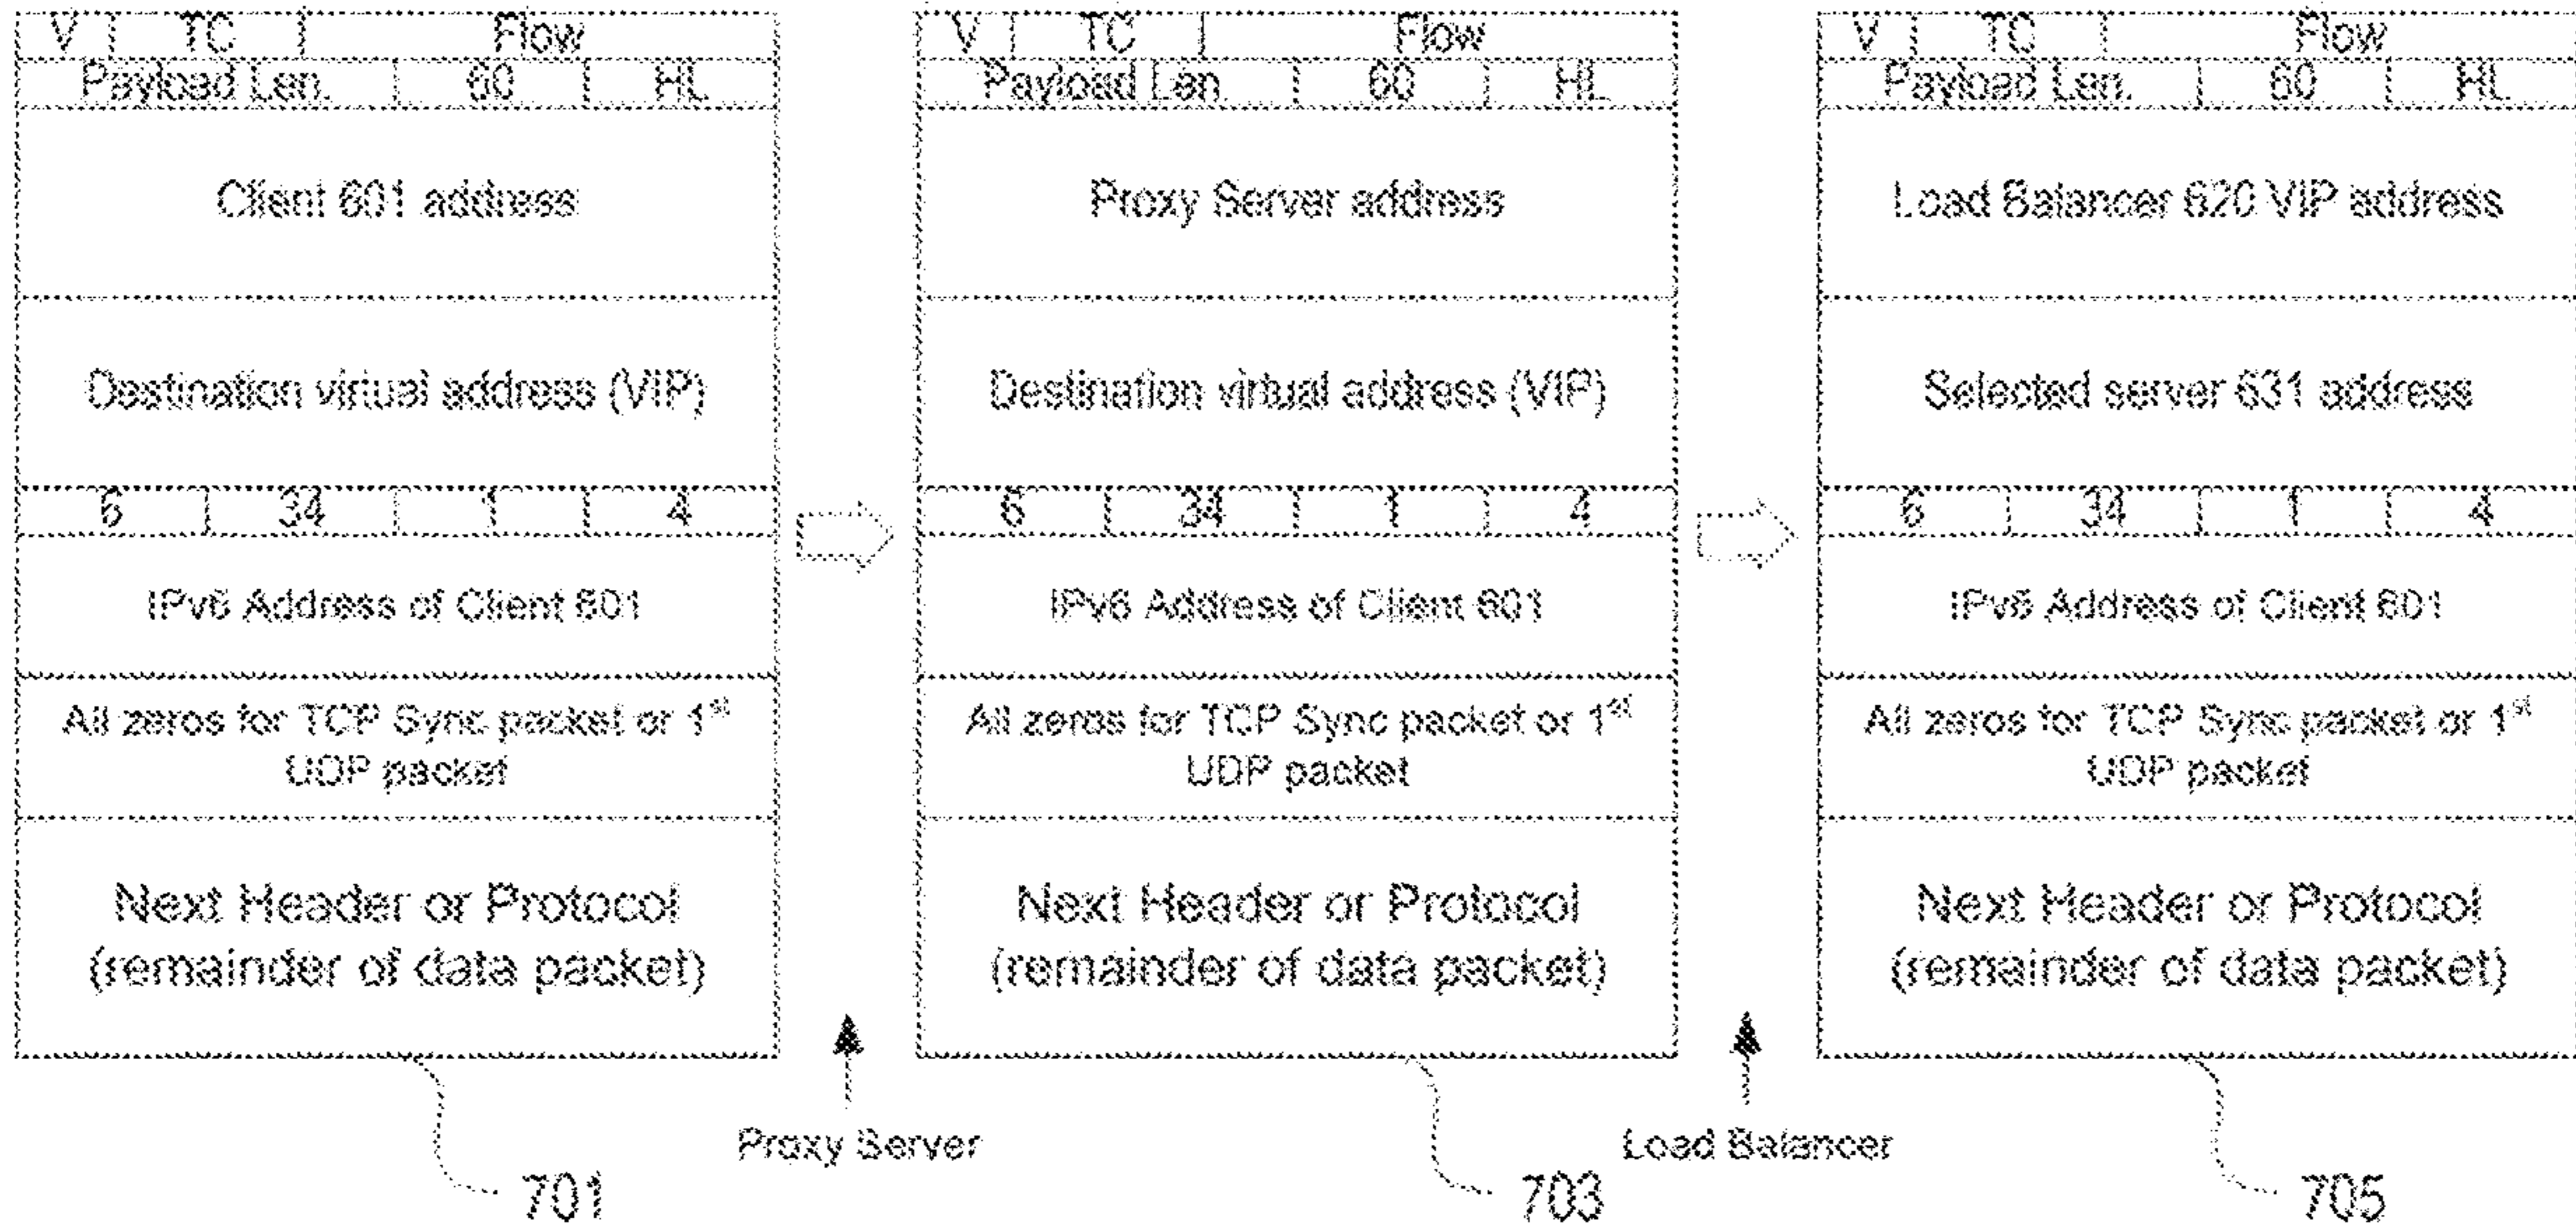 V TC Flow
Payload Len. 60 HL
Client 601 address
Destination virtual address (VIP)
6 34 1 4
IPv6 Address of Client 601
All zeros for TCP Sync packet or 1st
UDP packet
Next Header or Protocol
(remainder of data packet)
701
Proxy Server
V TC Flow
Payload Len. 60 HL
Proxy Server address
Destination virtual address (VIP)
6 34 1 4
IPv6 Address of Client 601
All zeros for TCP Sync packet or 1st
UDP packet
Next Header or Protocol
(remainder of data packet)
703
Load Balancer
V TC Flow
Payload Len. 60 HL
Load Balancer 620 VIP address
Selected server 631 address
6 34 1 4
IPv6 Address of Client 601
All zeros for TCP Sync packet or 1st
UDP packet
Next Header or Protocol
(remainder of data packet)
705